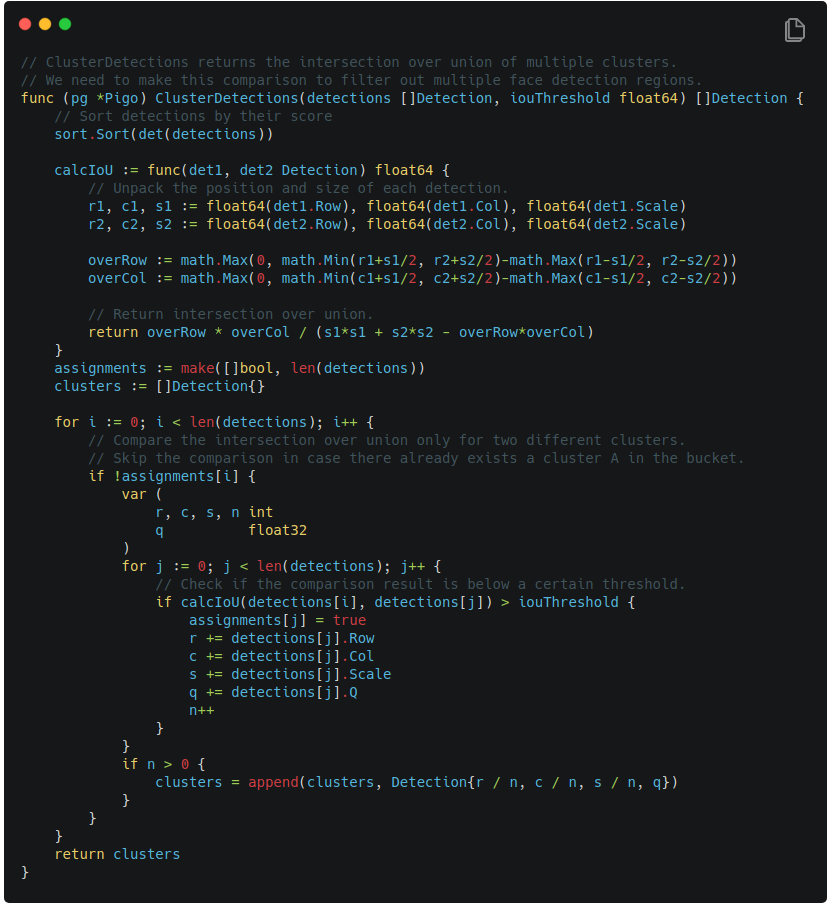 // ClusterDetections returns the intersection over union of multiple clusters.
// We need to make this comparison to filter out multiple face detection regions.
func (pg *Pigo) ClusterDetections(detections []Detection, iouThreshold float64) []Detection {
    // Sort detections by their score
    sort.Sort(det(detections))

    calcIoU := func(det1, det2 Detection) float64 {
        // Unpack the position and size of each detection.
        r1, c1, s1 := float64(det1.Row), float64(det1.Col), float64(det1.Scale)
        r2, c2, s2 := float64(det2.Row), float64(det2.Col), float64(det2.Scale)

        overRow := math.Max(0, math.Min(r1+s1/2, r2+s2/2)-math.Max(r1-s1/2, r2-s2/2))
        overCol := math.Max(0, math.Min(c1+s1/2, c2+s2/2)-math.Max(c1-s1/2, c2-s2/2))

        // Return intersection over union.
        return overRow * overCol / (s1*s1 + s2*s2 - overRow*overCol)
    }
    assignments := make([]bool, len(detections))
    clusters := []Detection{}

    for i := 0; i < len(detections); i++ {
        // Compare the intersection over union only for two different clusters.
        // Skip the comparison in case there already exists a cluster A in the bucket.
        if !assignments[i] {
            var (
                r, c, s, n int
                q          float32
            )
            for j := 0; j < len(detections); j++ {
                // Check if the comparison result is below a certain threshold.
                if calcIoU(detections[i], detections[j]) > iouThreshold {
                    assignments[j] = true
                    r += detections[j].Row
                    c += detections[j].Col
                    s += detections[j].Scale
                    q += detections[j].Q
                    n++
                }
            }
            if n > 0 {
                clusters = append(clusters, Detection{r / n, c / n, s / n, q})
            }
        }
    }
    return clusters
}